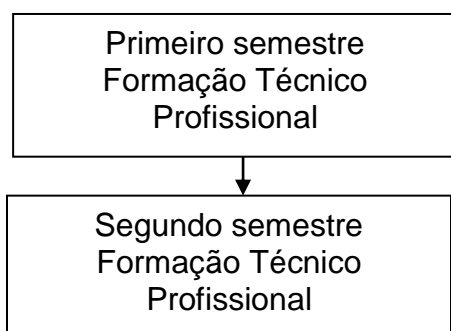 Primeiro semestre
Formação Técnico
Profissional
Segundo semestre
Formação Técnico
Profissional